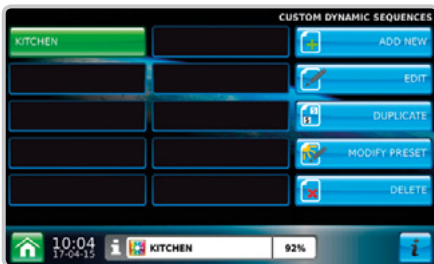 CUSTOM DYNAMIC SEQUENCES
KITCHEN
ADD NEW
EDIT
DUPLICATE
MODIFY PRESET
DELETE
10:04
17-04-15
i
KITCHEN
92%
i